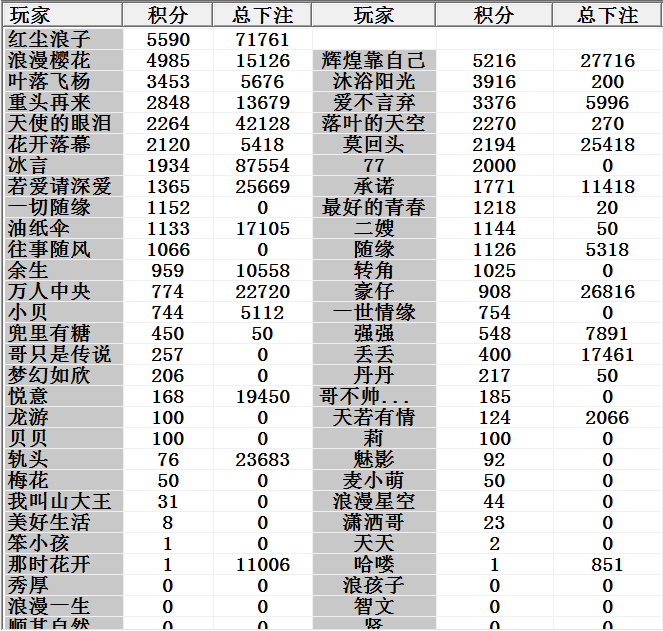 玩家 积分 总下注 玩家 积分 总下注
红尘浪子 5590 71761
浪漫樱花 4985 15126 辉煌靠自己 5216 27716
叶落飞杨 3453 5676 沐浴阳光 3916 200
重头再来 2848 13679 爱不言弃 3376 5996
天使的眼泪 2264 42128 落叶的天空 2270 270
花开落幕 2120 5418 莫回头 2194 25418
冰言 1934 87554 77 2000 0
若爱请深爱 1365 25669 承诺 1771 11418
一切随缘 1152 0 最好的青春 1218 20
油纸伞 1133 17105 二嫂 1144 50
往事随风 1066 0 随缘 1126 5318
余生 959 10558 转角 1025 0
万人中央 774 22720 豪仔 908 26816
小贝 744 5112 一世情缘 754 0
兜里有糖 450 50 强强 548 7891
哥只是传说 257 0 丢丢 400 17461
梦幻如欣 206 0 丹丹 217 50
悦意 168 19450 哥不帅... 185 0
龙游 100 0 天若有情 124 2066
贝贝 100 0 莉 100 0
轨头 76 23683 魅影 92 0
梅花 50 0 麦小萌 50 0
我叫山大王 31 0 浪漫星空 44 0
美好生活 8 0 潇洒哥 23 0
笨小孩 1 0 天天 2 0
那时花开 1 11006 哈喽 1 851
秀厚 0 0 浪孩子 0 0
浪漫一生 0 0 智文 0 0
顺其自然 0 0 贤 0 0